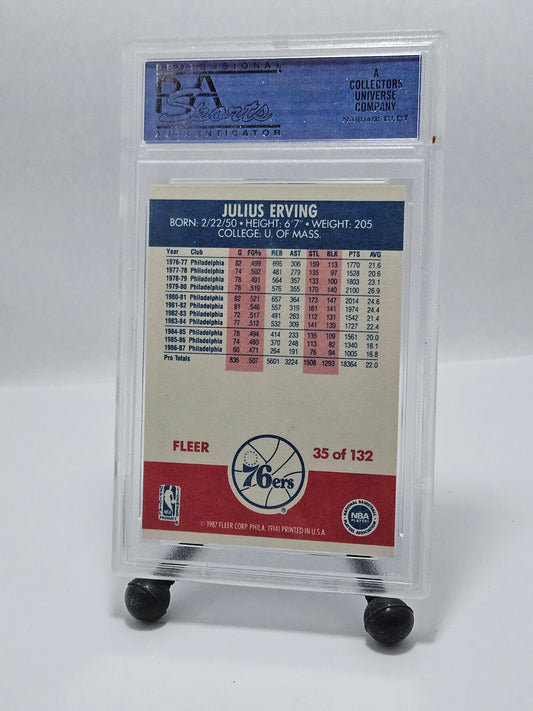 PROFESSIONAL
PSA
Sports
AUTHENTICATOR
A
COLLECTORS
UNIVERSE
COMPANY
NASDAQ: CLCT
JULIUS ERVING
BORN: 2/22/50 • HEIGHT: 6'7" • WEIGHT: 205
COLLEGE: U. OF MASS.
Year Club G FG% REB AST STL BLK PTS AVG
1976-77 Philadelphia 82 .499 695 306 159 113 1770 21.6
1977-78 Philadelphia 74 .502 481 279 135 97 1528 20.6
1978-79 Philadelphia 78 .491 564 357 133 100 1803 23.1
1979-80 Philadelphia 78 .519 576 355 170 140 2100 26.9
1980-81 Philadelphia 82 .521 657 364 173 147 2014 24.6
1981-82 Philadelphia 81 .546 557 319 161 141 1974 24.4
1982-83 Philadelphia 72 .517 491 263 112 131 1542 21.4
1983-84 Philadelphia 77 .512 532 309 141 139 1727 22.4
1984-85 Philadelphia 78 .494 414 233 135 109 1561 20.0
1985-86 Philadelphia 74 .480 370 248 113 82 1340 18.1
1986-87 Philadelphia 60 .471 264 191 76 94 1005 16.8
Pro Totals 836 .507 5601 3224 1508 1293 18364 22.0
FLEER
35 of 132
76ers
®
NBA
NATIONAL BASKETBALL
NBA
PLAYERS
PLAYERS ASSOCIATION
© 1987 FLEER CORP. PHILA. 19141 PRINTED IN U.S.A.